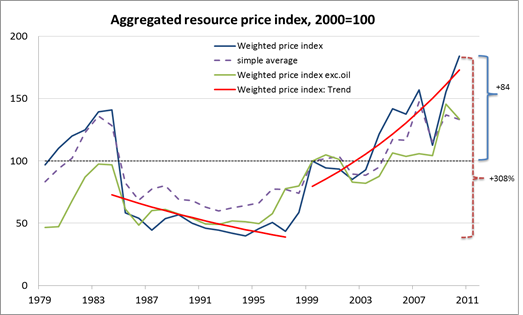 Aggregated resource price index, 2000=100
200
150
100
50
0
Weighted price index
simple average
Weighted price index exc.oil
Weighted price index: Trend
+84
+308%
1979 1983 1987 1991 1995 1999 2003 2007 2011